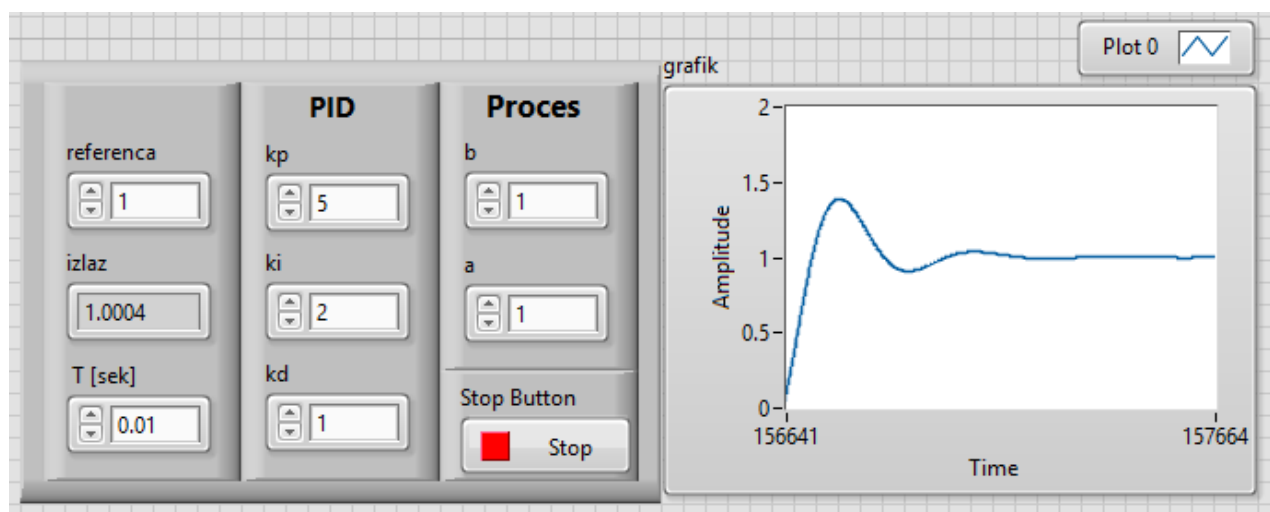 referenca
1
izlaz
1.0004
T [sek]
0.01
PID
kp
5
ki
2
kd
1
Proces
b
1
a
1
Stop Button
Stop
grafik
Plot 0
2
1.5
1
0.5
0
Amplitude
156641
157664
Time